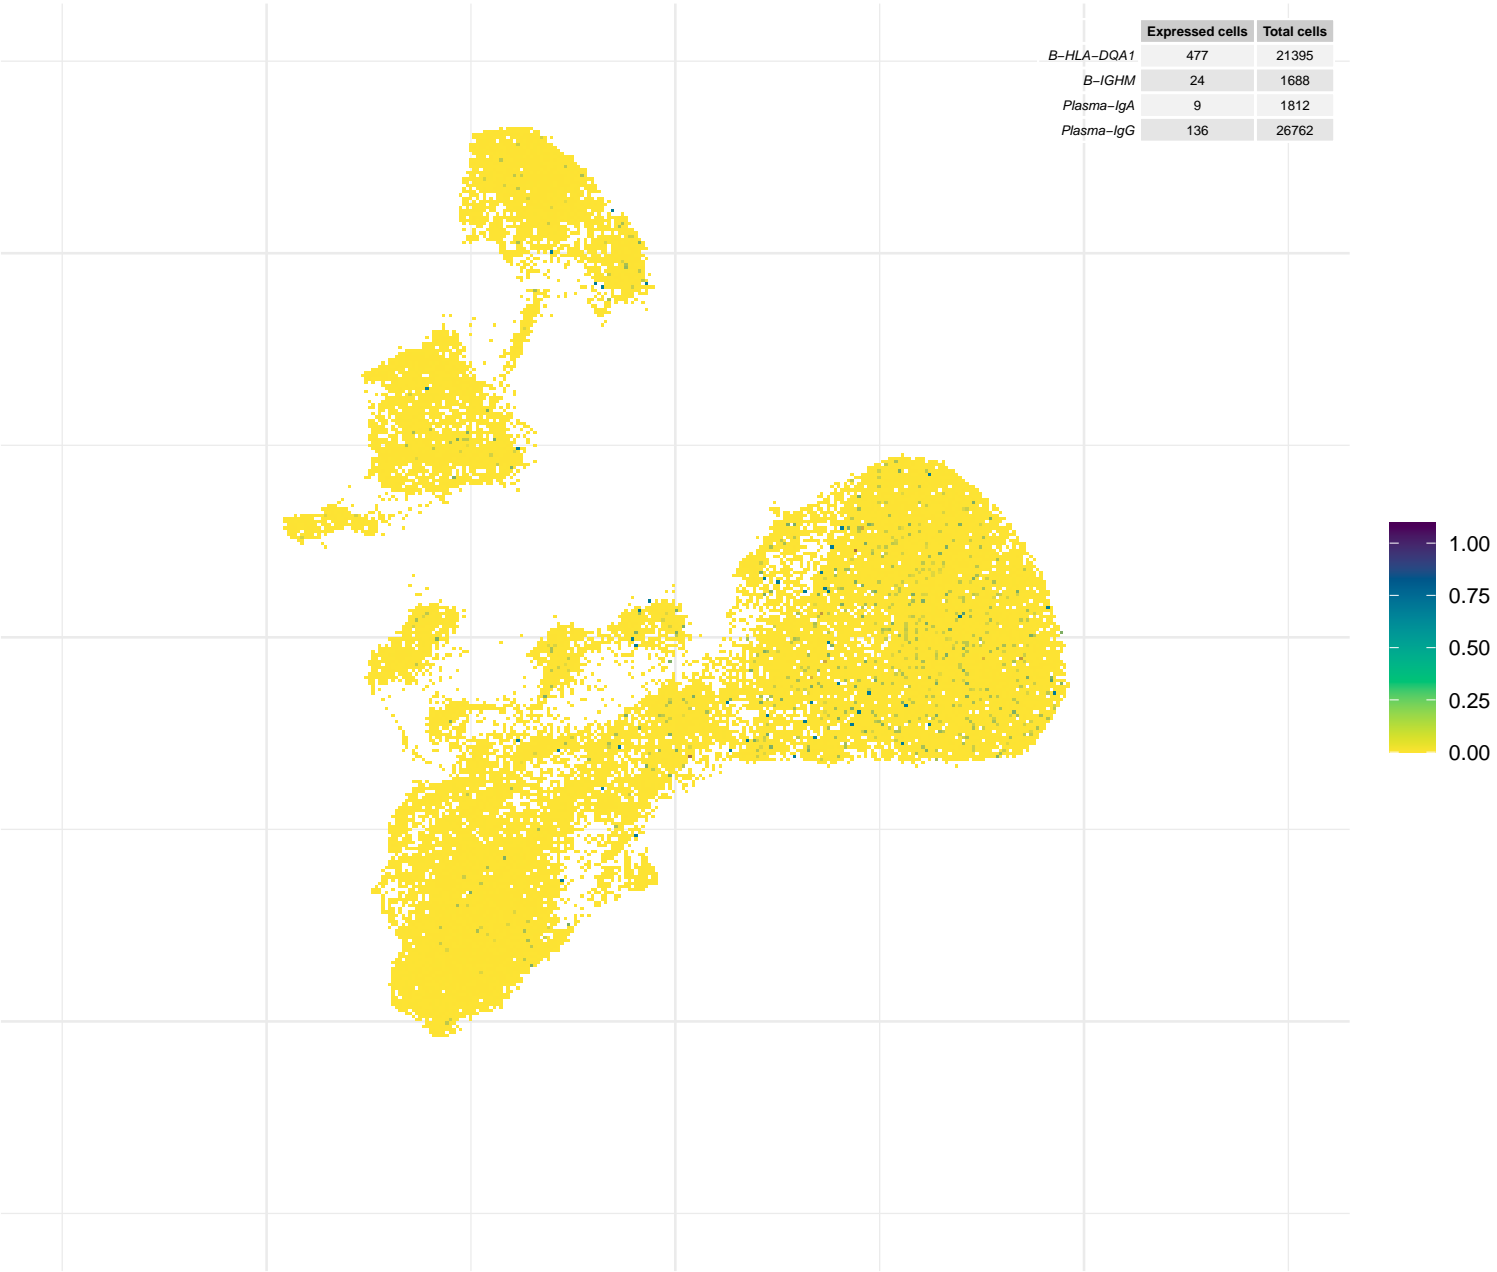 Expressed cells Total cells
B−HLA−DQA1 477 21395
B−IGHM 24 1688
Plasma−IgA 9 1812
Plasma−IgG 136 26762
1.00
0.75
0.50
0.25
0.00